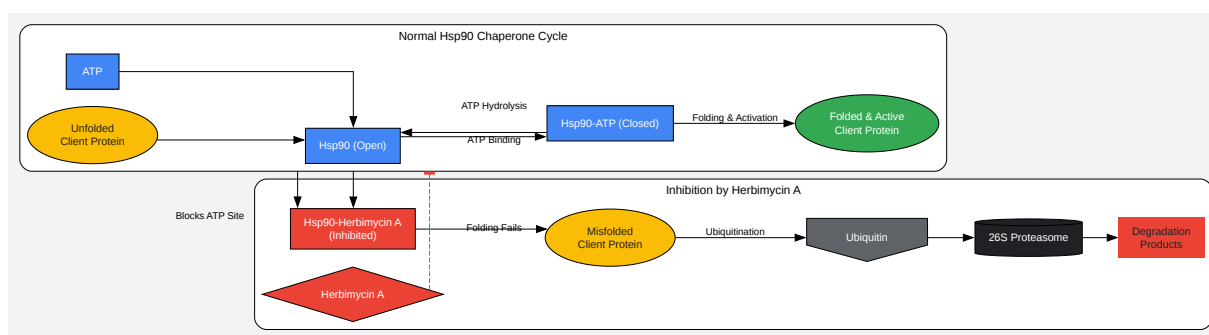 Normal Hsp90 Chaperone Cycle
ATP
Unfolded
Client Protein
Hsp90 (Open)
ATP Hydrolysis
ATP Binding
Hsp90-ATP (Closed)
Folding & Activation
Folded & Active
Client Protein
Inhibition by Herbimycin A
Blocks ATP Site
Hsp90-Herbimycin A
(Inhibited)
Folding Fails
Misfolded
Client Protein
Ubiquitination
Ubiquitin
26S Proteasome
Degradation
Products
Herbimycin A